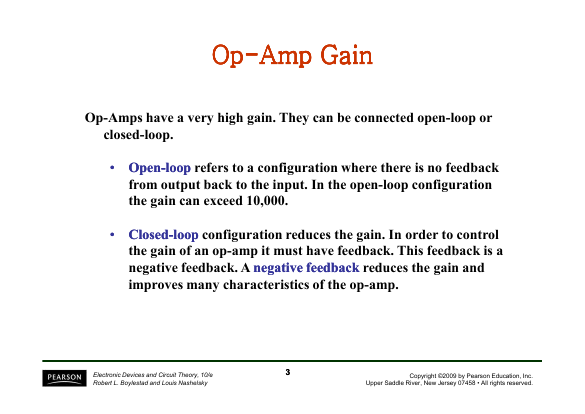 Op-Amp Gain
Op-Amps have a very high gain. They can be connected open-loop or
closed-loop.
• Open-loop refers to a configuration where there is no feedback
from output back to the input. In the open-loop configuration
the gain can exceed 10,000.
• Closed-loop configuration reduces the gain. In order to control
the gain of an op-amp it must have feedback. This feedback is a
negative feedback. A negative feedback reduces the gain and
improves many characteristics of the op-amp.
PEARSON
Electronic Devices and Circuit Theory, 10/e
Robert L. Boylestad and Louis Nashelsky
3
Copyright ©2009 by Pearson Education, Inc.
Upper Saddle River, New Jersey 07458 • All rights reserved.